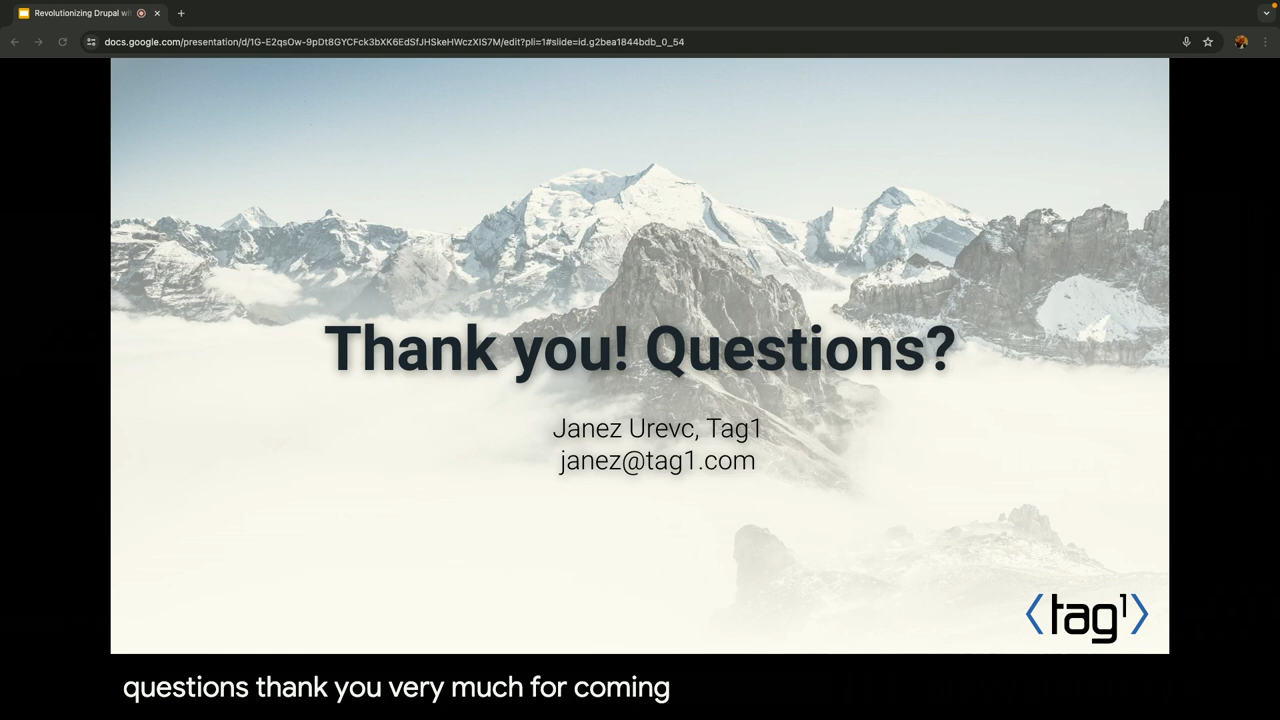 Revolutionizing Drupal wi
docs.google.com/presentation/d/1G-E2qsOw-9pDt8GYCFck3bXK6EdSfJHSkeHWczXIS7M/edit?pli=1#slide=id.g2bea1844bdb_0_54
Thank you! Questions?
Janez Urevc, Tag1
janez@tag1.com
tag1
questions thank you very much for coming